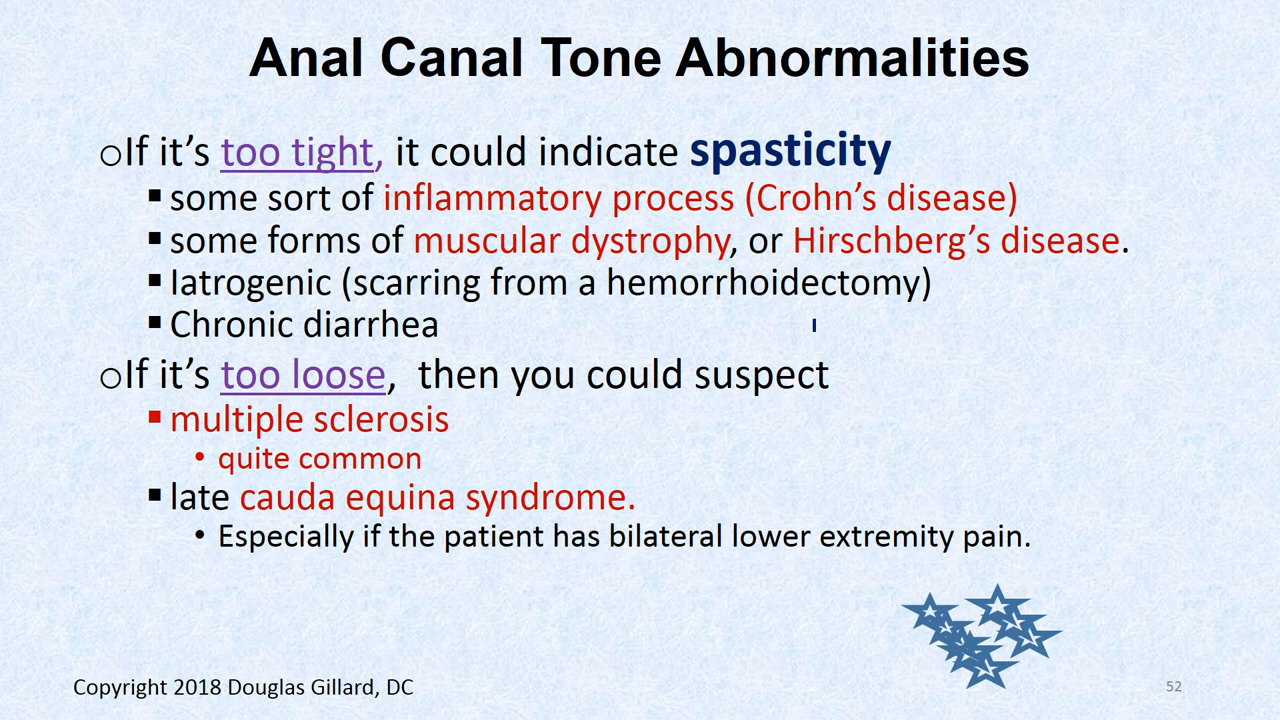 Anal Canal Tone Abnormalities
oIf it’s too tight, it could indicate spasticity
▪ some sort of inflammatory process (Crohn’s disease)
▪ some forms of muscular dystrophy, or Hirschberg’s disease.
▪ Iatrogenic (scarring from a hemorrhoidectomy)
▪ Chronic diarrhea
oIf it’s too loose, then you could suspect
▪ multiple sclerosis
• quite common
▪ late cauda equina syndrome.
• Especially if the patient has bilateral lower extremity pain.
Copyright 2018 Douglas Gillard, DC
52